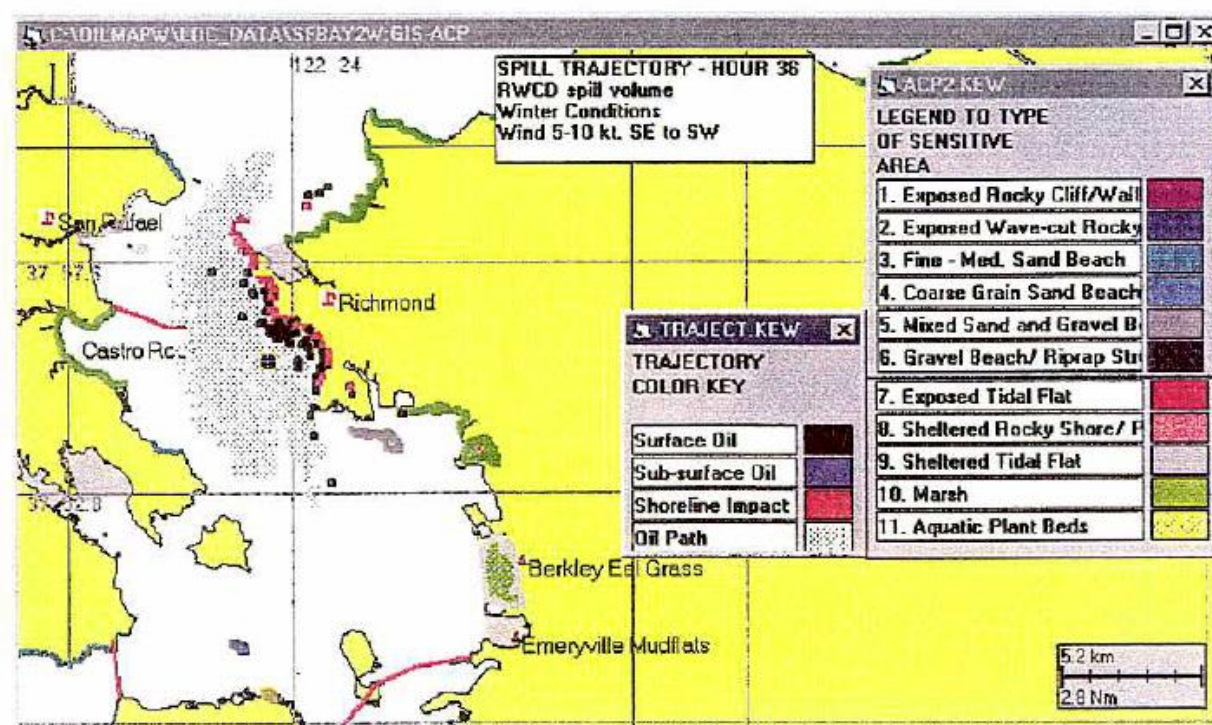 C:\OILMAPW\LOC_DATA\SFBAY2W:GIS-ACP
122 24
SPILL TRAJECTORY - HOUR 36
RWCD spill volume
Winter Conditions
Wind 5-10 kt. SE to SW
ACP2.KEW
LEGEND TO TYPE
OF SENSITIVE
AREA
1. Exposed Rocky Cliff/Wall
2. Exposed Wave-cut Rocky
3. Fine - Med. Sand Beach
4. Coarse Grain Sand Beach
5. Mixed Sand and Gravel B
6. Gravel Beach/ Riprap Str
7. Exposed Tidal Flat
8. Sheltered Rocky Shore/ P
9. Sheltered Tidal Flat
10. Marsh
11. Aquatic Plant Beds
San Rafael
37 57.6
Richmond
Castro
TRAJECT.KEW
TRAJECTORY
COLOR KEY
Surface Oil
Sub-surface Oil
Shoreline Impact
Oil Path
52.8
Berkley Eel Grass
Emeryville Mudflats
5.2 km
2.8 Nm